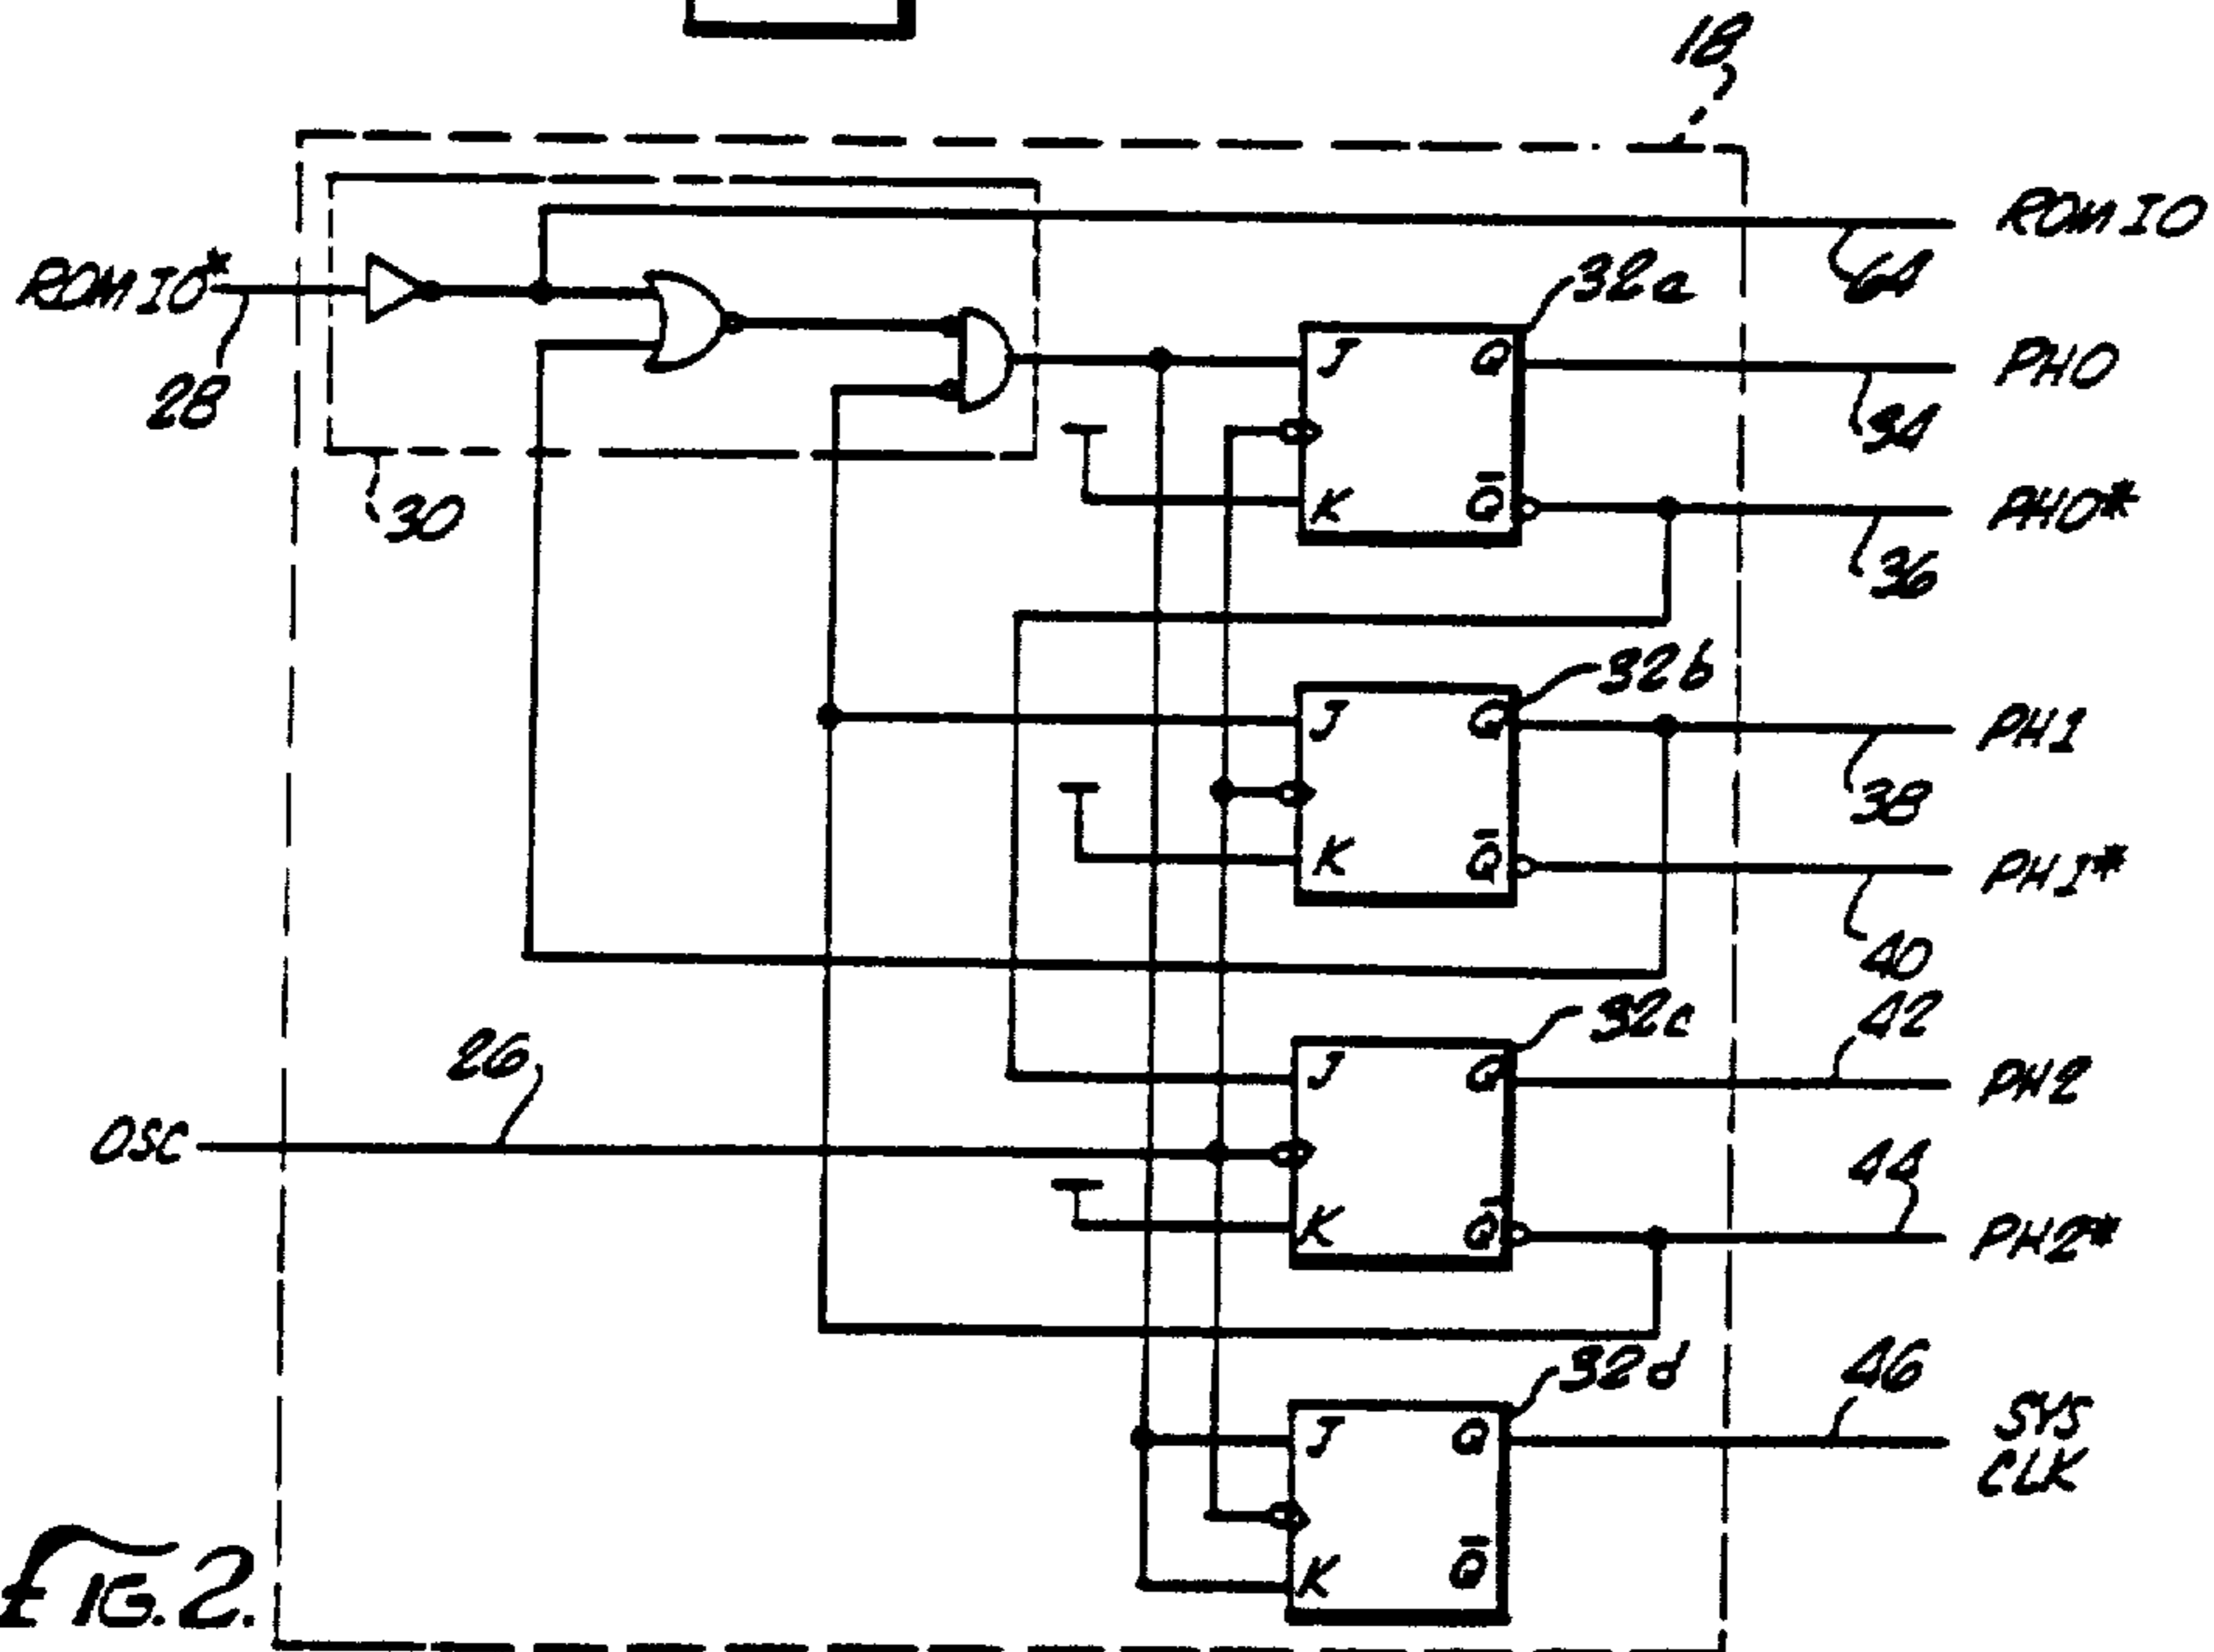 18
ROM IO
64
ROM IO*
28
30
32a
J Q
K Q̄
PH0
34
PH0*
36
32b
J Q
K Q̄
PH1
38
PH1*
40
26
OSC
32c
J Q
K Q̄
42
PH2
44
PH2*
32d
J Q
K Q̄
46
SYS
CLK
FIG. 2.